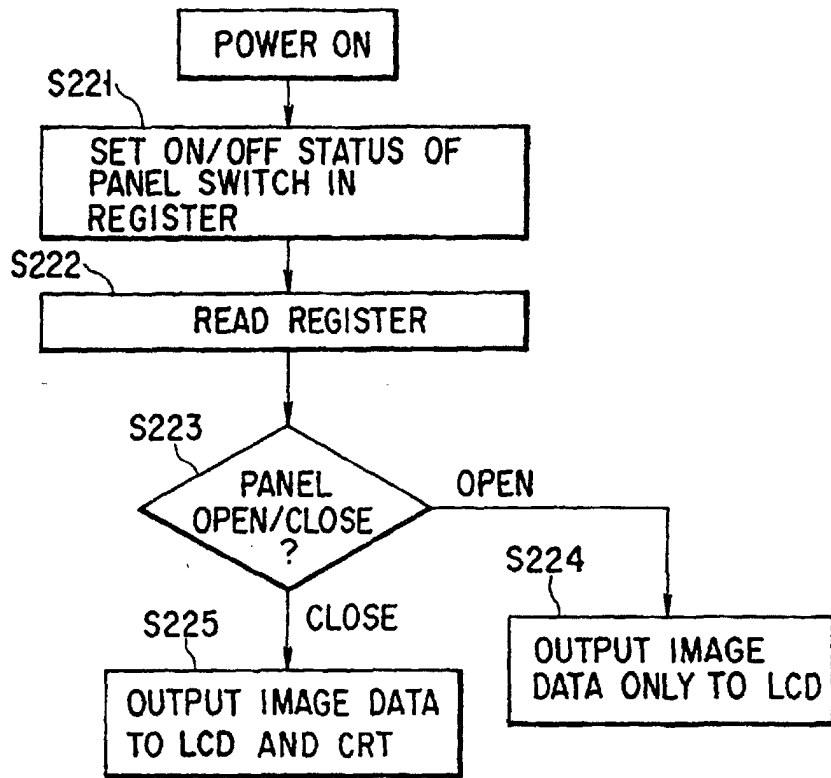 POWER ON
S221
SET ON/OFF STATUS OF
PANEL SWITCH IN
REGISTER
S222
READ REGISTER
S223
PANEL
OPEN/CLOSE
?
OPEN
S224
OUTPUT IMAGE
DATA ONLY TO LCD
CLOSE
S225
OUTPUT IMAGE DATA
TO LCD AND CRT